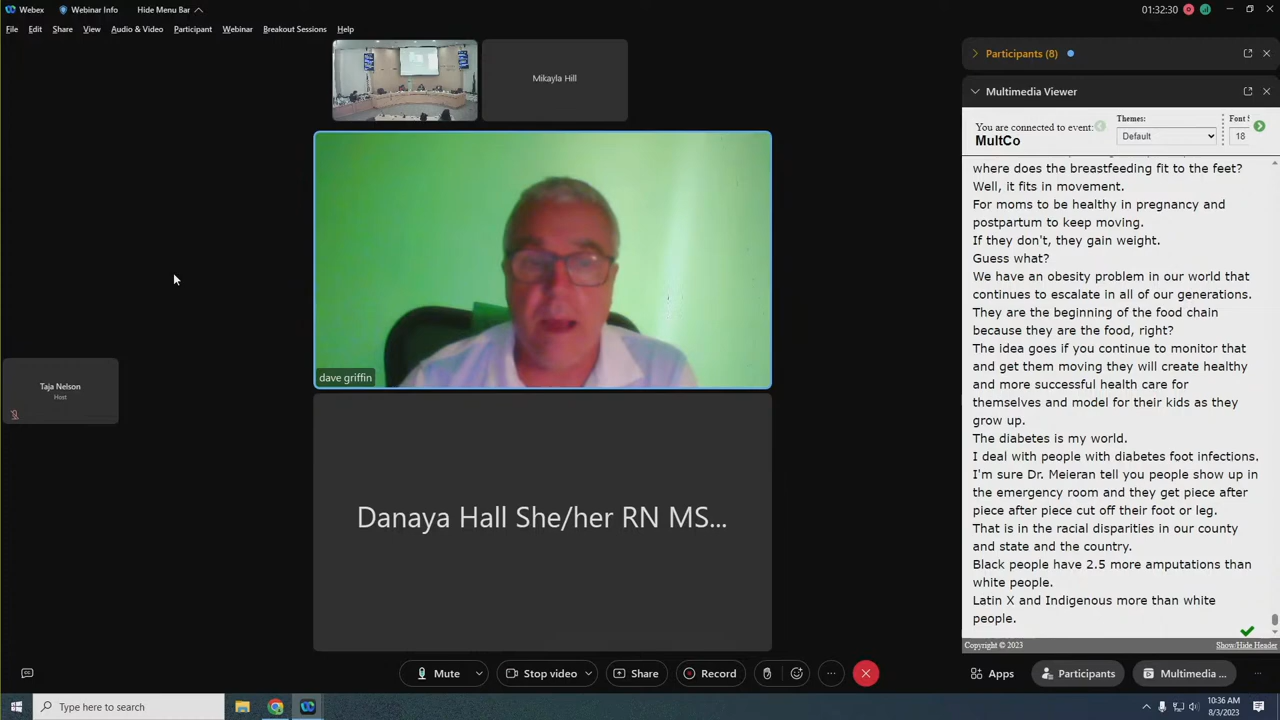 Webex
Webinar Info
Hide Menu Bar
01:32:30
File Edit Share View Audio & Video Participant Webinar Breakout Sessions Help
Mikayla Hill
Participants (8)
Multimedia Viewer
You are connected to event:
MultCo
Themes:
Default
Font S
18
where does the breastfeeding fit to the feet?
Well, it fits in movement.
For moms to be healthy in pregnancy and
postpartum to keep moving.
If they don't, they gain weight.
Guess what?
We have an obesity problem in our world that
continues to escalate in all of our generations.
They are the beginning of the food chain
because they are the food, right?
The idea goes if you continue to monitor that
and get them moving they will create healthy
and more successful health care for
themselves and model for their kids as they
grow up.
The diabetes is my world.
I deal with people with diabetes foot infections.
I'm sure Dr. Meieran tell you people show up in
the emergency room and they get piece after
piece after piece cut off their foot or leg.
That is in the racial disparities in our county
and state and the country.
Black people have 2.5 more amputations than
white people.
Latin X and Indigenous more than white
people.
Copyright © 2023
Show/Hide Header
dave griffin
Taja Nelson
Host
Danaya Hall She/her RN MS...
Mute
Stop video
Share
Record
Apps
Participants
Multimedia ...
Type here to search
10:36 AM
8/3/2023